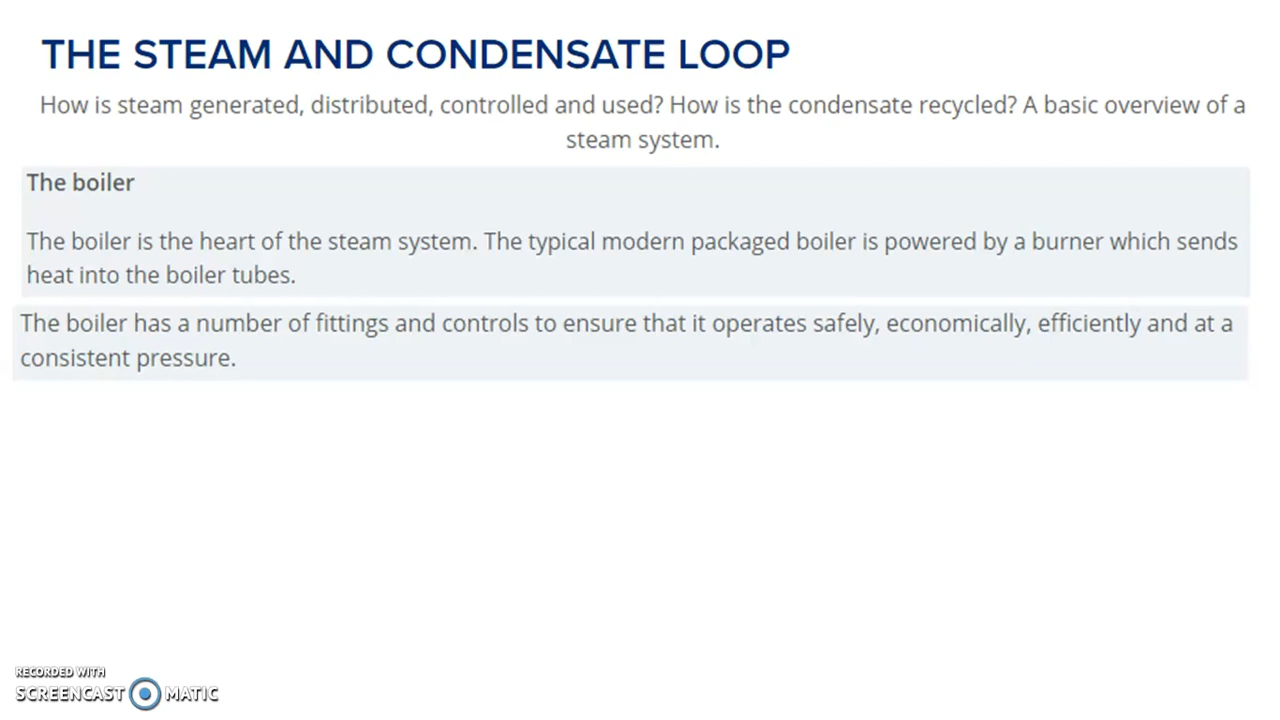 THE STEAM AND CONDENSATE LOOP
How is steam generated, distributed, controlled and used? How is the condensate recycled? A basic overview of a
steam system.
The boiler
The boiler is the heart of the steam system. The typical modern packaged boiler is powered by a burner which sends
heat into the boiler tubes.
The boiler has a number of fittings and controls to ensure that it operates safely, economically, efficiently and at a
consistent pressure.
RECORDED WITH
SCREENCAST MATIC